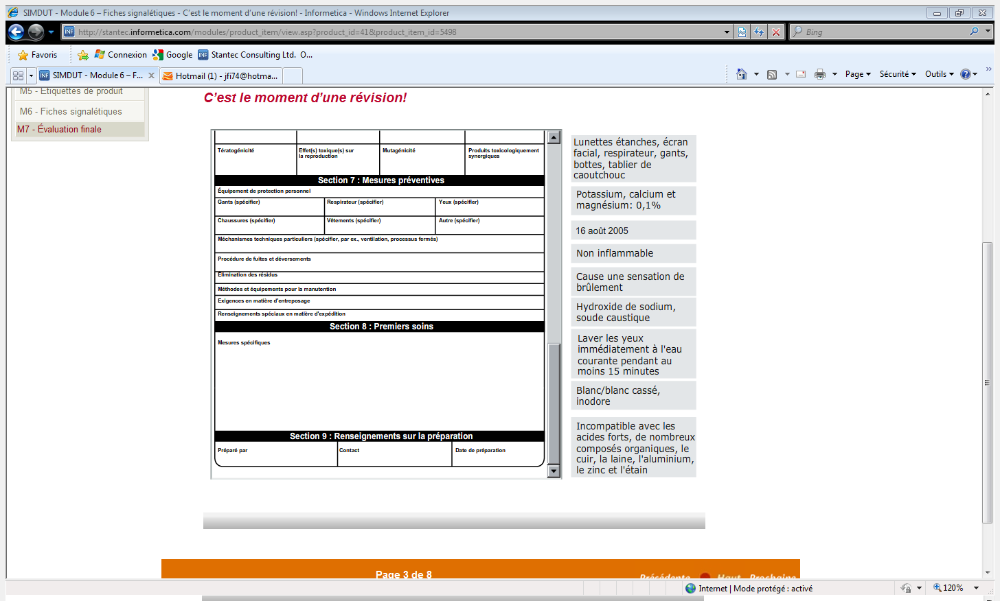 SIMDUT - Module 6 – Fiches signalétiques - C'est le moment d'une révision! - Informetica - Windows Internet Explorer
http://stantec.informetica.com/modules/product_item/view.asp?product_id=41&product_item_id=5498
Bing
Favoris
Connexion
Google
INF
Stantec Consulting Ltd. O...
INF
SIMDUT - Module 6 – F...
Hotmail (1) - jfi74@hotma...
Page
Sécurité
Outils
M5 - Étiquettes de produit
M6 - Fiches signalétiques
M7 - Évaluation finale
C'est le moment d'une révision!
Tératogénicité
Effet(s) toxique(s) sur
la reproduction
Mutagénicité
Produits toxicologiquement
synergiques
Section 7 : Mesures préventives
Équipement de protection personnel
Gants (spécifier)
Respirateur (spécifier)
Yeux (spécifier)
Chaussures (spécifier)
Vêtements (spécifier)
Autre (spécifier)
Méchanismes techniques particuliers (spécifier, par ex., ventilation, processus fermés)
Procédure de fuites et déversements
Élimination des résidus
Méthodes et équipements pour la manutention
Exigences en matière d'entreposage
Renseignements spéciaux en matière d'expédition
Section 8 : Premiers soins
Mesures spécifiques
Section 9 : Renseignements sur la préparation
Préparé par
Contact
Date de préparation
Lunettes étanches, écran
facial, respirateur, gants,
bottes, tablier de
caoutchouc
Potassium, calcium et
magnésium: 0,1%
16 août 2005
Non inflammable
Cause une sensation de
brûlement
Hydroxide de sodium,
soude caustique
Laver les yeux
immédiatement à l'eau
courante pendant au
moins 15 minutes
Blanc/blanc cassé,
inodore
Incompatible avec les
acides forts, de nombreux
composés organiques, le
cuir, la laine, l'aluminium,
le zinc et l'étain
Page 3 de 8
Précédente
Haut
Prochaine
Internet | Mode protégé : activé
120%